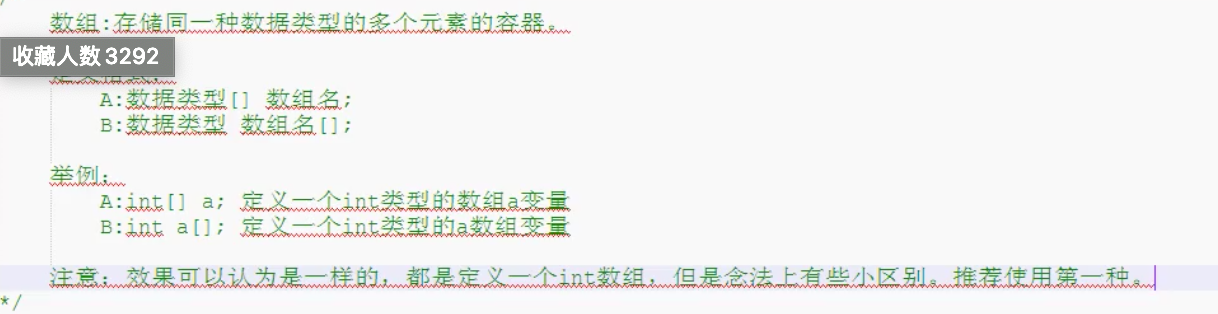 数组:存储同一种数据类型的多个元素的容器。
收藏人数3292
A:数据类型[] 数组名;
B:数据类型 数组名[];
举例:
A:int[] a; 定义一个int类型的数组a变量
B:int a[]; 定义一个int类型的a数组变量
注意: 效果可以认为是一样的, 都是定义一个int数组, 但是念法上有些小区别。推荐使用第一种。
*/